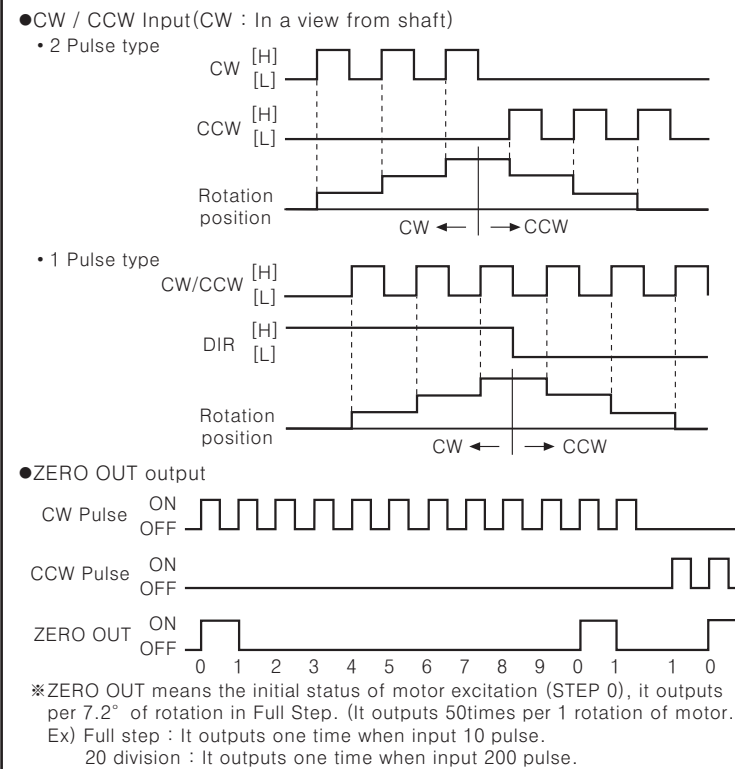 ●CW / CCW Input(CW : In a view from shaft)
• 2 Pulse type
CW [H]
[L]
CCW [H]
[L]
Rotation
position
CW CCW
• 1 Pulse type
CW/CCW [H]
[L]
DIR [H]
[L]
Rotation
position
CW CCW
●ZERO OUT output
CW Pulse ON
OFF
CCW Pulse ON
OFF
ZERO OUT ON
OFF
0 1 2 3 4 5 6 7 8 9 0 1 1 0
※ZERO OUT means the initial status of motor excitation (STEP 0), it outputs
per 7.2° of rotation in Full Step. (It outputs 50times per 1 rotation of motor.
Ex) Full step : It outputs one time when input 10 pulse.
20 division : It outputs one time when input 200 pulse.